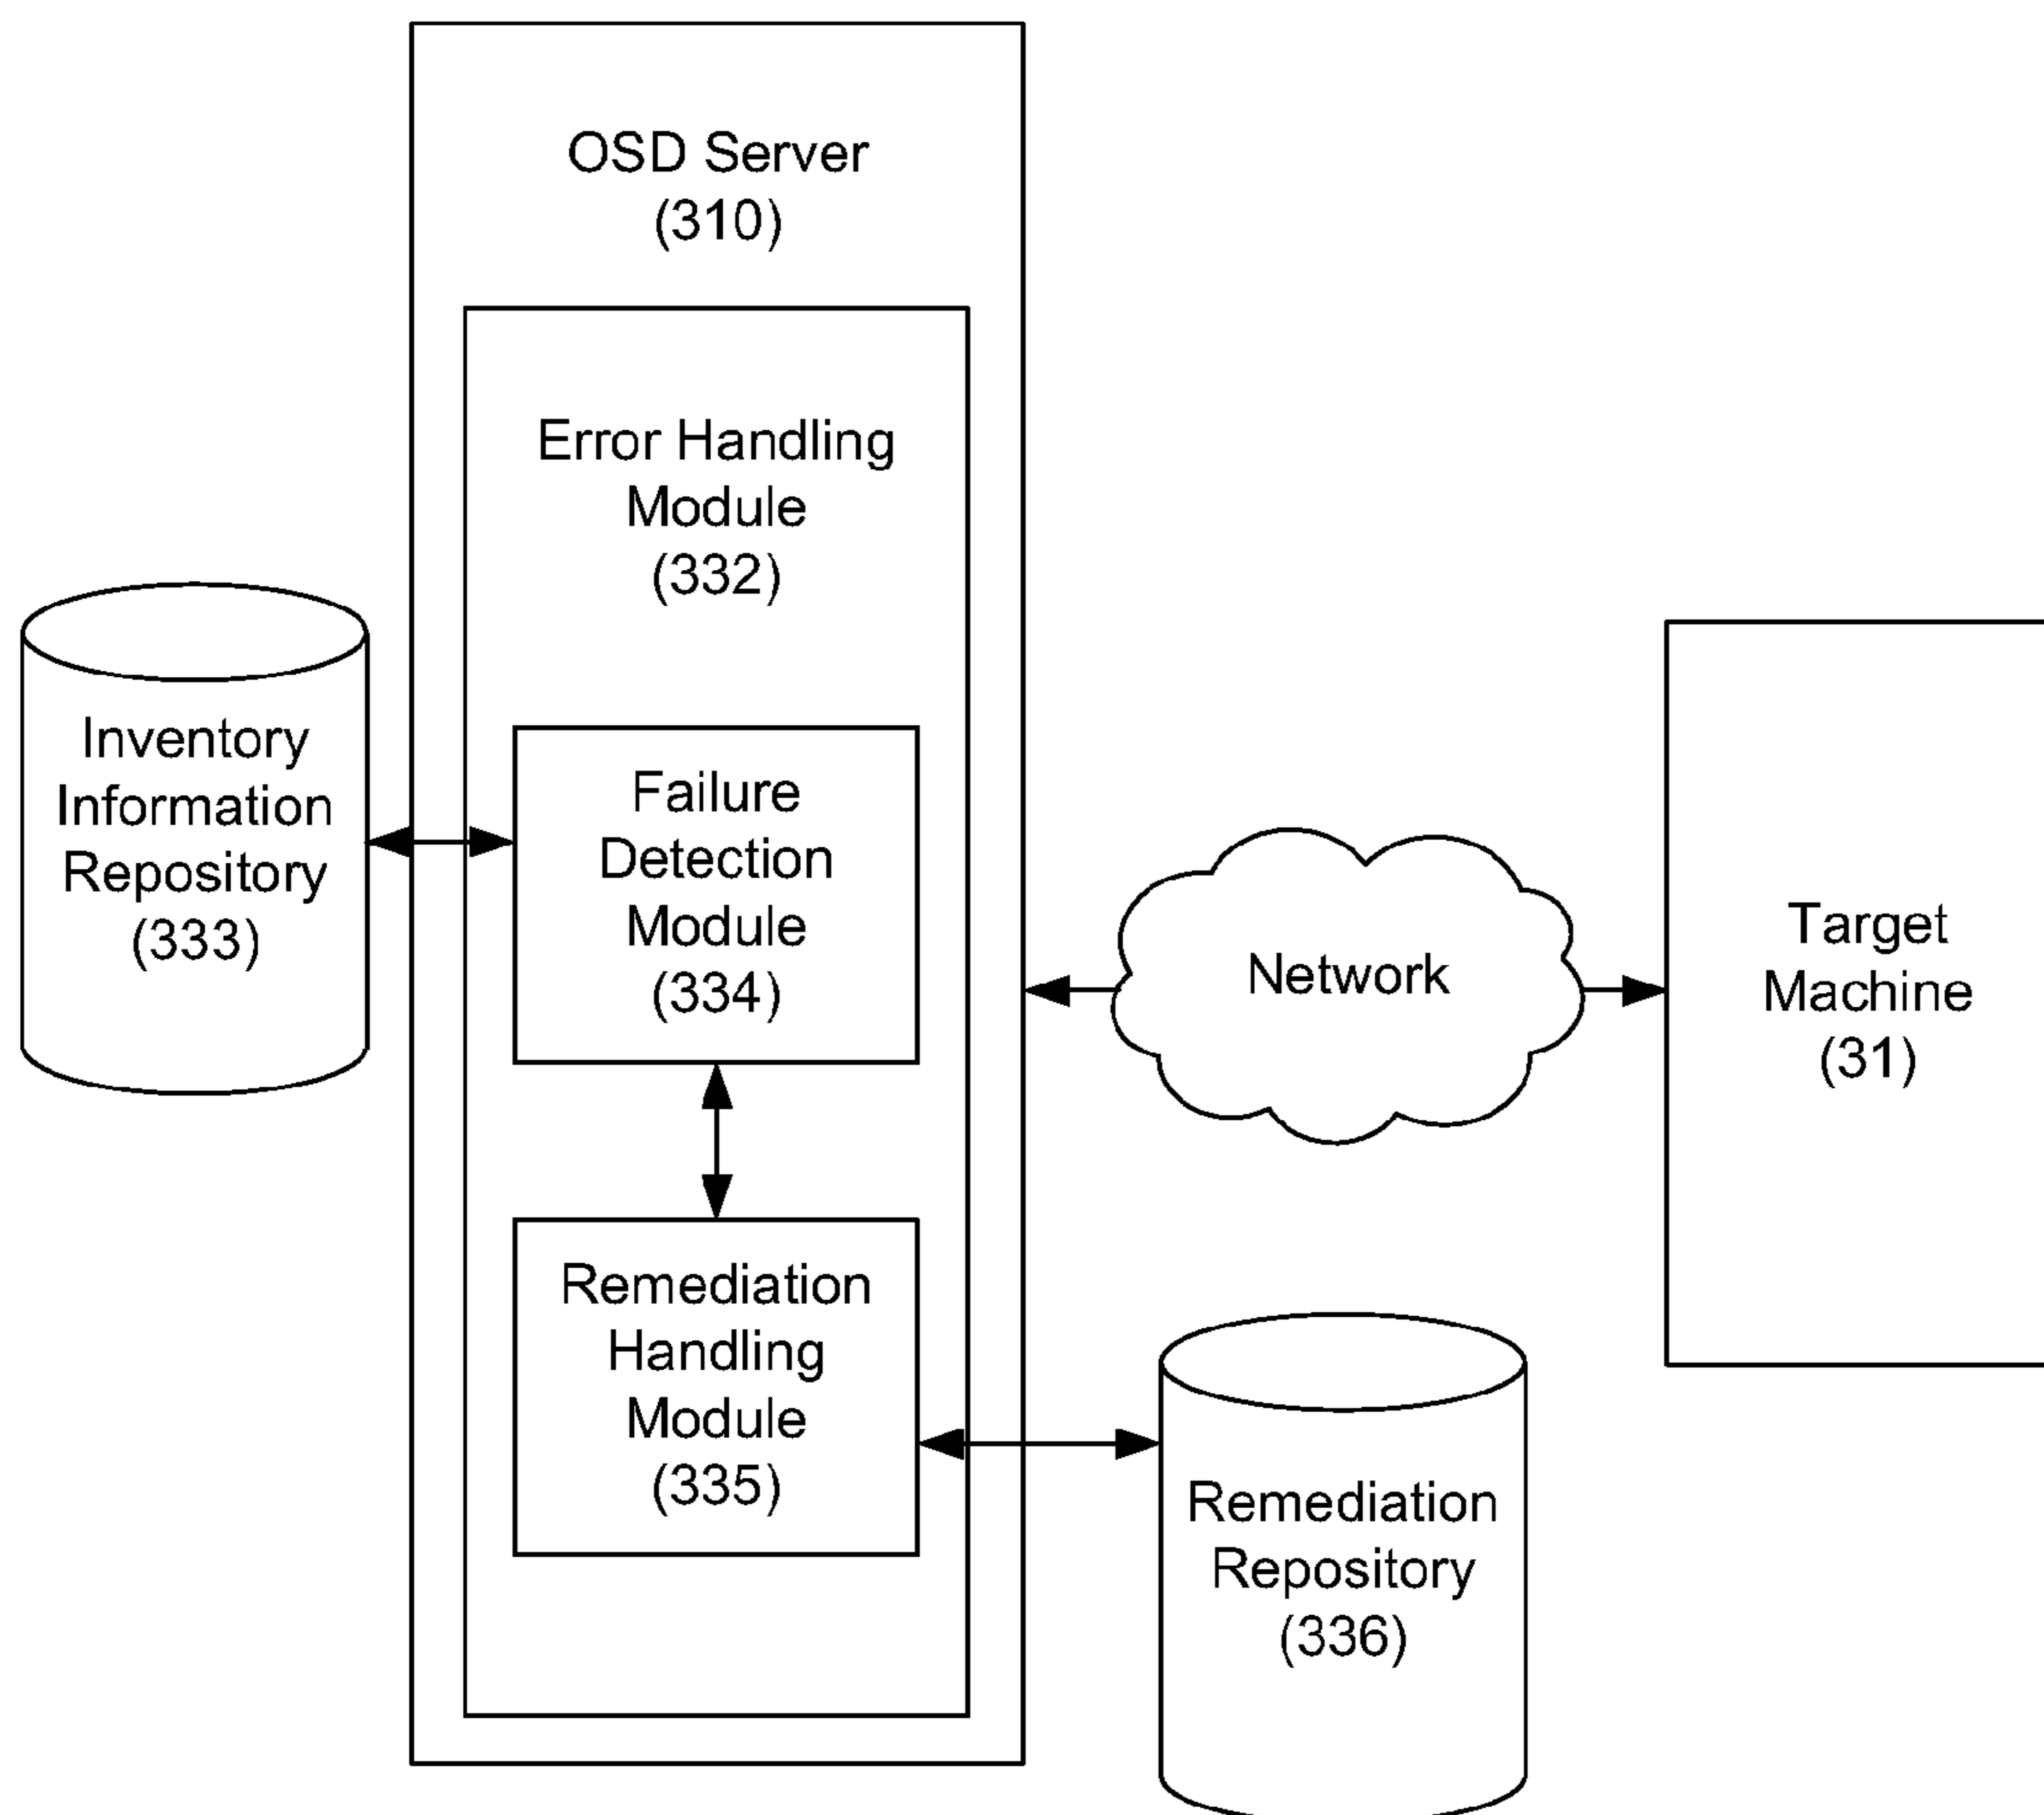 OSD Server
(310)
Error Handling
Module
(332)
Inventory
Information
Repository
(333)
Failure
Detection
Module
(334)
Network
Target
Machine
(31)
Remediation
Handling
Module
(335)
Remediation
Repository
(336)